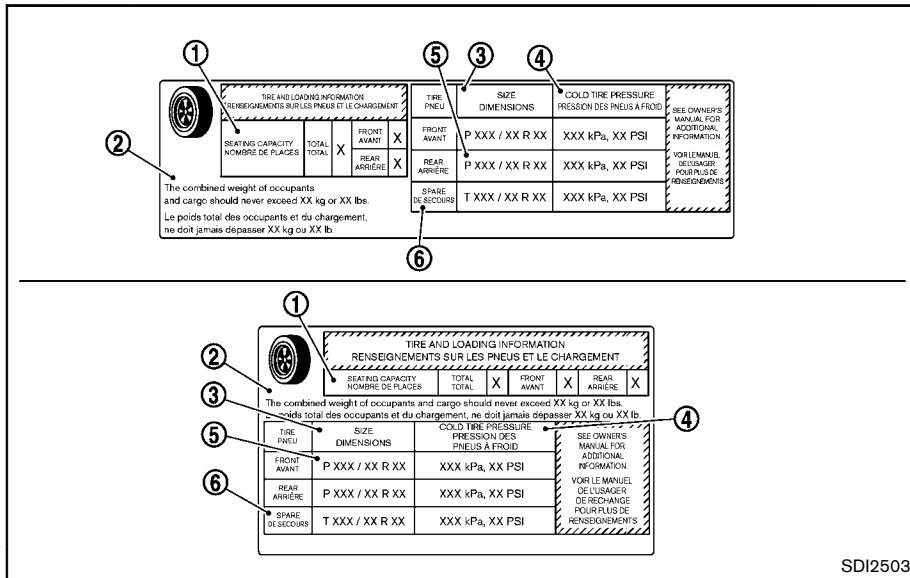 ①
⑤
③
④
②
TIRE AND LOADING INFORMATION
RENSEIGNEMENTS SUR LES PNEUS ET LE CHARGEMENT
SEATING CAPACITY
NOMBRE DE PLACES
TOTAL
TOTAL
X
FRONT
AVANT
X
REAR
ARRIÈRE
X
The combined weight of occupants
and cargo should never exceed XX kg or XX lbs.
Le poids total des occupants et du chargement,
ne doit jamais dépasser XX kg ou XX lb.
TIRE
PNEU
SIZE
DIMENSIONS
COLD TIRE PRESSURE
PRESSION DES PNEUS À FROID
FRONT
AVANT
P XXX / XX R XX
XXX kPa, XX PSI
REAR
ARRIÈRE
P XXX / XX R XX
XXX kPa, XX PSI
SPARE
DE SECOURS
T XXX / XX R XX
XXX kPa, XX PSI
SEE OWNER'S
MANUAL FOR
ADDITIONAL
INFORMATION.
VOIR LE MANUEL
DE L'USAGER
POUR PLUS DE
RENSEIGNEMENTS
⑥
①
②
③
⑤
⑥
④
TIRE AND LOADING INFORMATION
RENSEIGNEMENTS SUR LES PNEUS ET LE CHARGEMENT
SEATING CAPACITY
NOMBRE DE PLACES
TOTAL
TOTAL
X
FRONT
AVANT
X
REAR
ARRIÈRE
X
The combined weight of occupants and cargo should never exceed XX kg or XX lbs.
Le poids total des occupants et du chargement, ne doit jamais dépasser XX kg ou XX lb.
TIRE
PNEU
SIZE
DIMENSIONS
COLD TIRE PRESSURE
PRESSION DES
PNEUS À FROID
FRONT
AVANT
P XXX / XX R XX
XXX kPa, XX PSI
REAR
ARRIÈRE
P XXX / XX R XX
XXX kPa, XX PSI
SPARE
DE SECOURS
T XXX / XX R XX
XXX kPa, XX PSI
SEE OWNER'S
MANUAL FOR
ADDITIONAL
INFORMATION.
VOIR LE MANUEL
DE L'USAGER
DE RECHANGE
POUR PLUS DE
RENSEIGNEMENTS
SDI2503